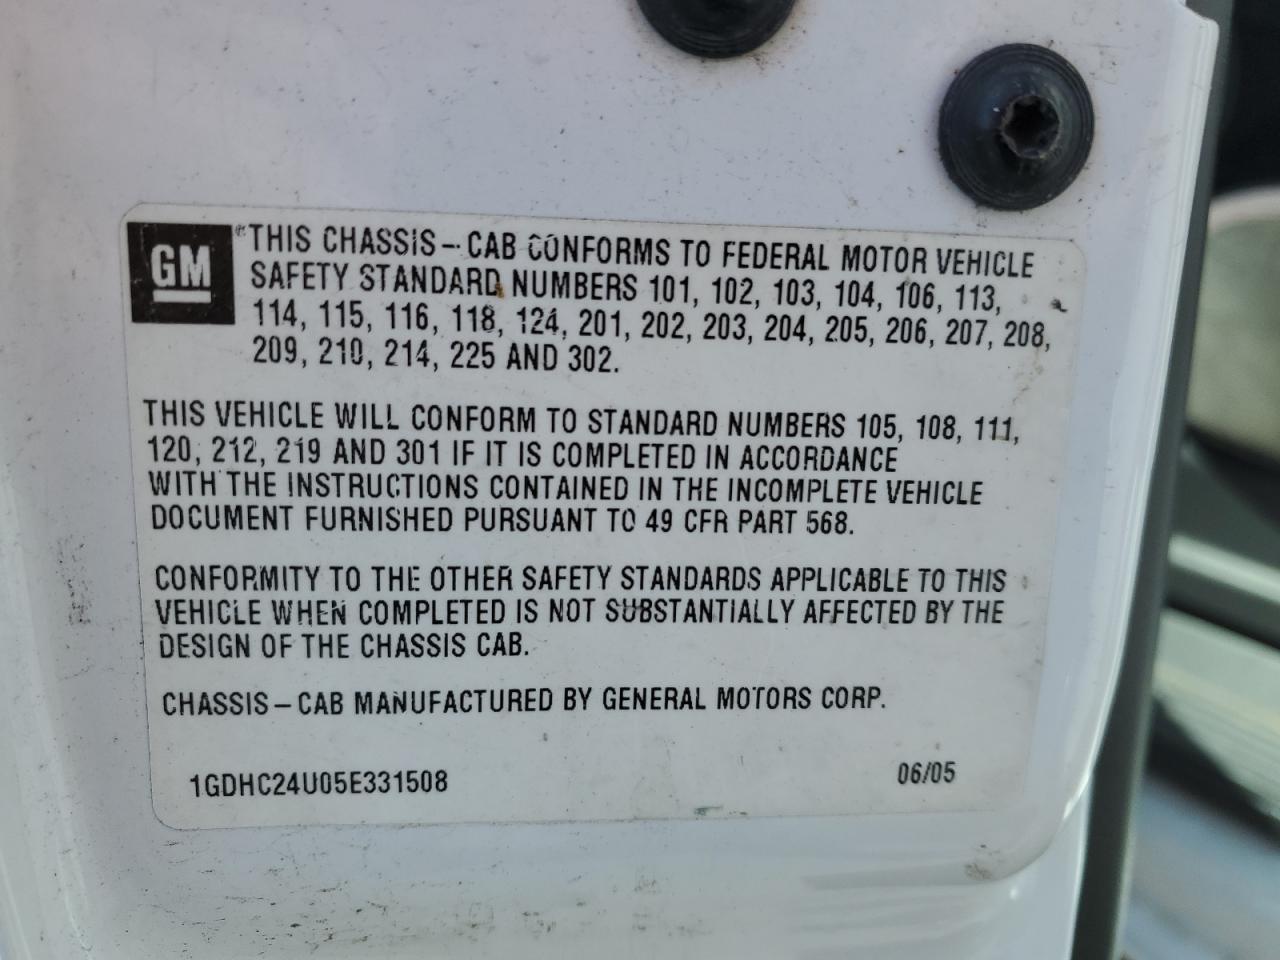 GM
THIS CHASSIS-CAB CONFORMS TO FEDERAL MOTOR VEHICLE
SAFETY STANDARD NUMBERS 101, 102, 103, 104, 106, 113,
114, 115, 116, 118, 124, 201, 202, 203, 204, 205, 206, 207, 208,
209, 210, 214, 225 AND 302.
THIS VEHICLE WILL CONFORM TO STANDARD NUMBERS 105, 108, 111,
120, 212, 219 AND 301 IF IT IS COMPLETED IN ACCORDANCE
WITH THE INSTRUCTIONS CONTAINED IN THE INCOMPLETE VEHICLE
DOCUMENT FURNISHED PURSUANT TO 49 CFR PART 568.
CONFORMITY TO THE OTHER SAFETY STANDARDS APPLICABLE TO THIS
VEHICLE WHEN COMPLETED IS NOT SUBSTANTIALLY AFFECTED BY THE
DESIGN OF THE CHASSIS CAB.
CHASSIS-CAB MANUFACTURED BY GENERAL MOTORS CORP.
1GDHC24U05E331508 06/05